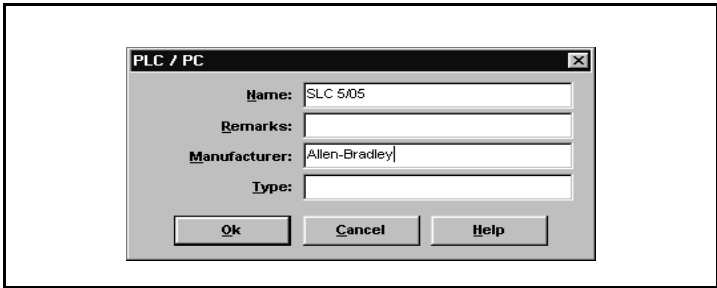 PLC / PC
Name: SLC 5/05
Remarks:
Manufacturer: Allen-Bradley
Type:
Ok Cancel Help